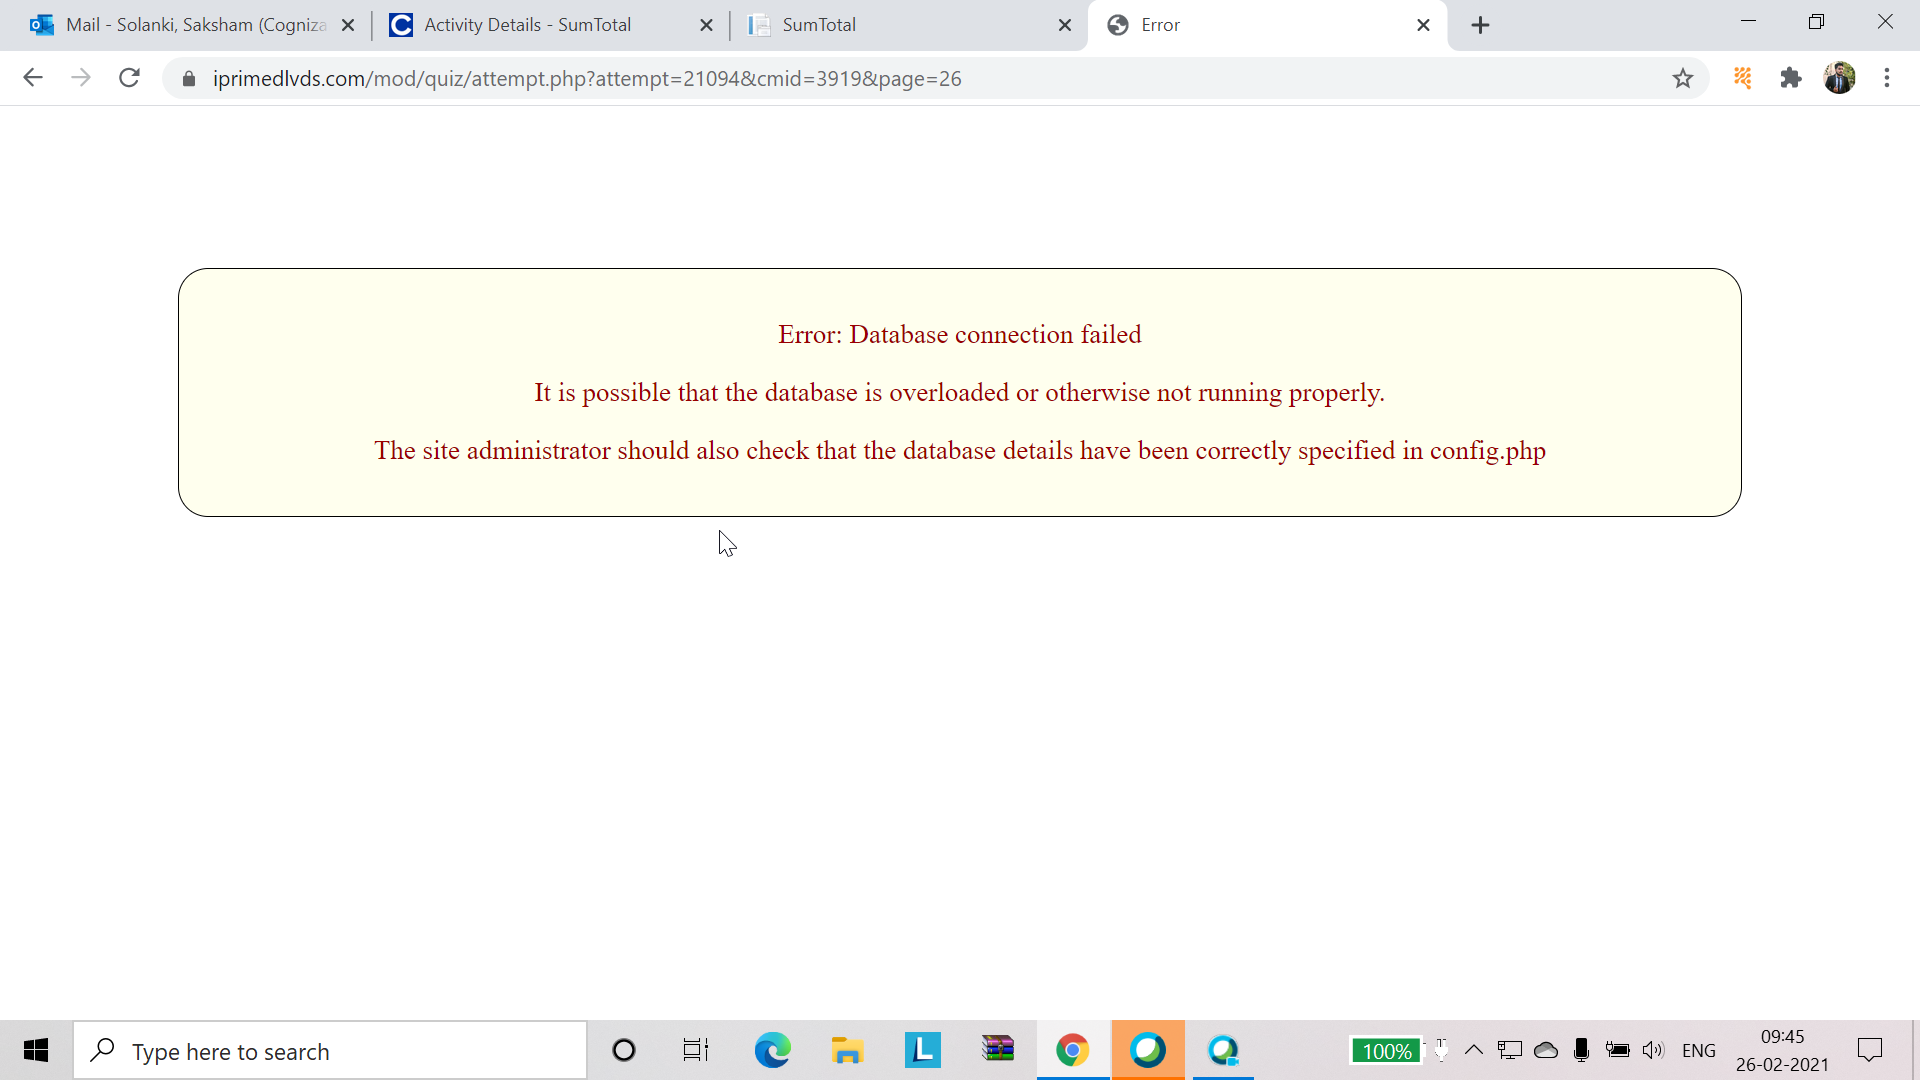 Mail - Solanki, Saksham (Cogniza
Activity Details - SumTotal
SumTotal
Error
iprimedlvds.com/mod/quiz/attempt.php?attempt=21094&cmid=3919&page=26
Error: Database connection failed
It is possible that the database is overloaded or otherwise not running properly.
The site administrator should also check that the database details have been correctly specified in config.php
Type here to search
100%
ENG
09:45
26-02-2021